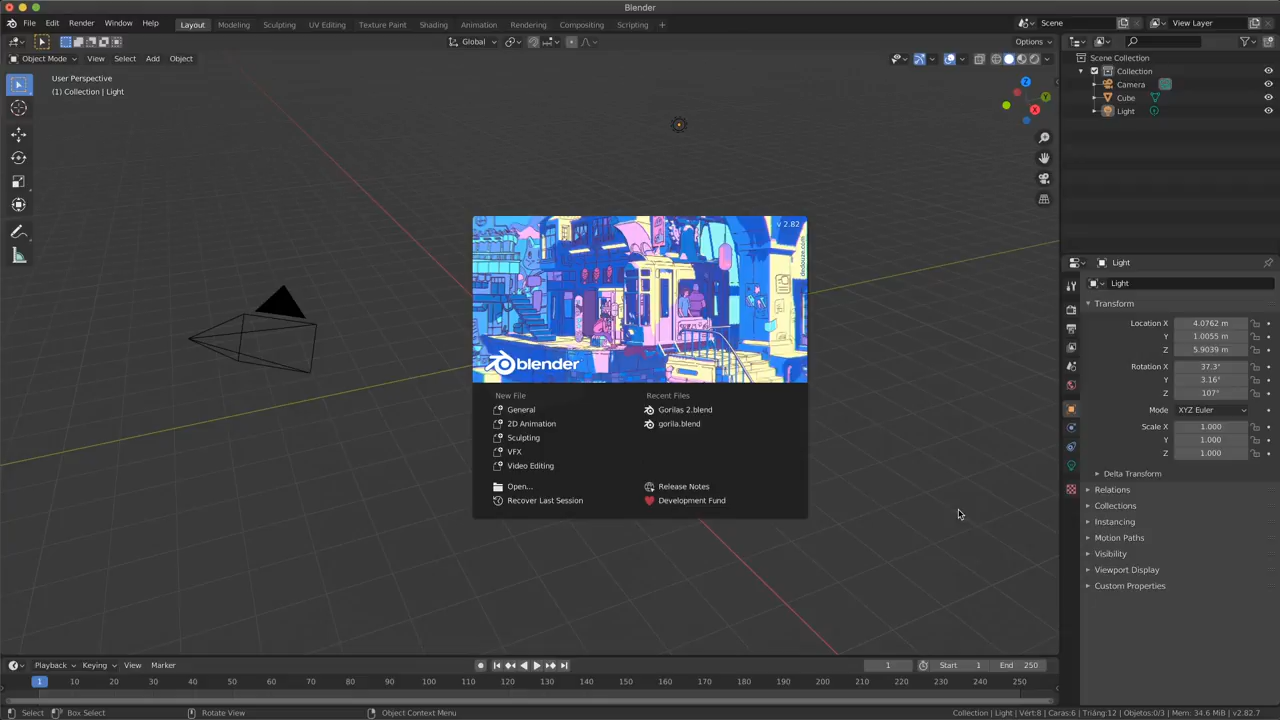 Blender
File Edit Render Window Help
Layout Modeling Sculpting UV Editing Texture Paint Shading Animation Rendering Compositing Scripting +
Scene
View Layer
Global
Options
Object Mode View Select Add Object
User Perspective
(1) Collection | Light
Scene Collection
Collection
Camera
Cube
Light
Z
Y
X
v 2.82
dedouze.com
blender
New File
General
2D Animation
Sculpting
VFX
Video Editing
Open...
Recover Last Session
Recent Files
Gorilas 2.blend
gorila.blend
Release Notes
Development Fund
Light
Light
Transform
Location X 4.0762 m
Y 1.0055 m
Z 5.9039 m
Rotation X 37.3°
Y 3.16°
Z 107°
Mode XYZ Euler
Scale X 1.000
Y 1.000
Z 1.000
Delta Transform
Relations
Collections
Instancing
Motion Paths
Visibility
Viewport Display
Custom Properties
Playback Keying View Marker
1 Start 1 End 250
1 10 20 30 40 50 60 70 80 90 100 110 120 130 140 150 160 170 180 190 200 210 220 230 240 250
Select Box Select Rotate View Object Context Menu
Collection | Light | Vért:8 | Caras:6 | Triáng:12 | Objetos:0/3 | Mem: 34.6 MiB | v2.82.7